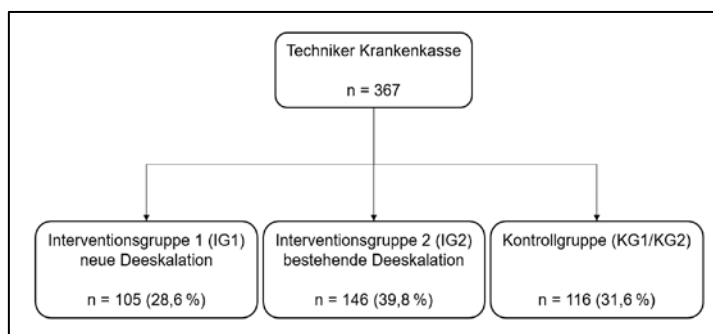 Techniker Krankenkasse
n = 367
Interventionsgruppe 1 (IG1)
neue Deeskalation
n = 105 (28,6 %)
Interventionsgruppe 2 (IG2)
bestehende Deeskalation
n = 146 (39,8 %)
Kontrollgruppe (KG1/KG2)
n = 116 (31,6 %)